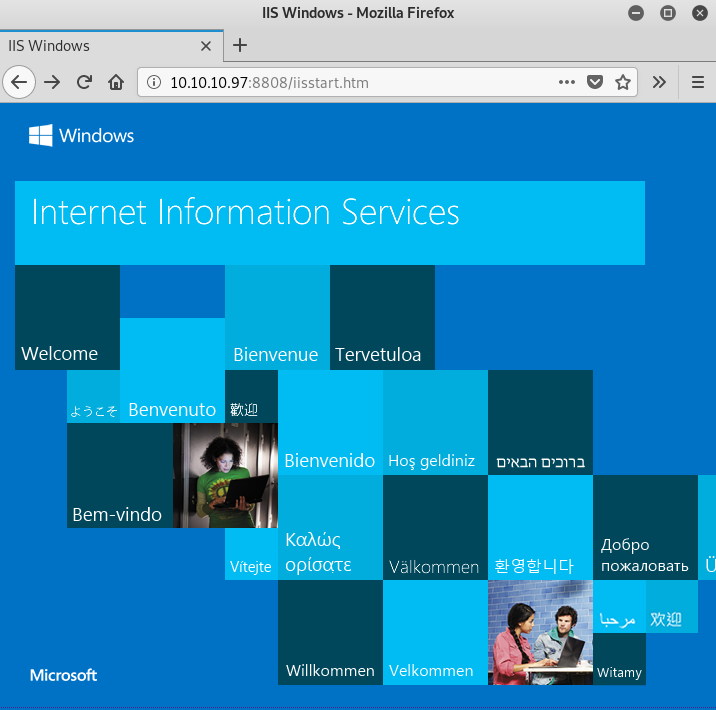 IIS Windows - Mozilla Firefox
IIS Windows
10.10.10.97:8808/iisstart.htm
Windows
Internet Information Services
Welcome
Bienvenue
Tervetuloa
ようこそ
Benvenuto
歡迎
Bienvenido
Hoş geldiniz
ברוכים הבאים
Bem-vindo
Vítejte
Καλώς
ορίσατε
Välkommen
환영합니다
Добро
пожаловать
Ü
Willkommen
Velkommen
مرحبا
欢迎
Witamy
Microsoft